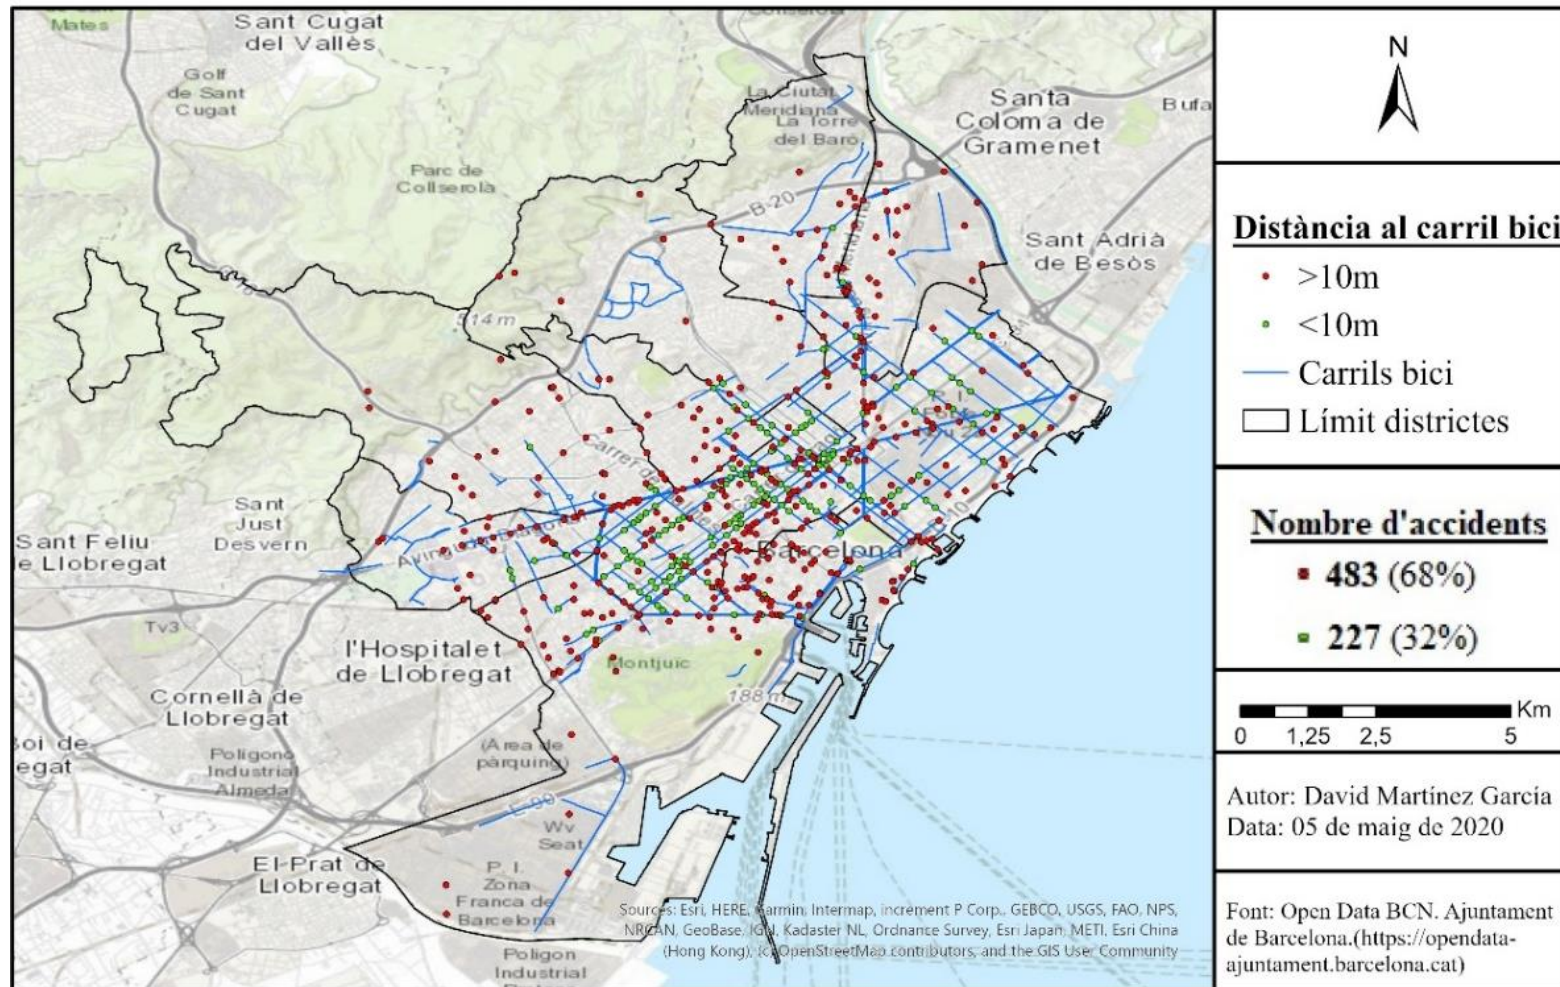 Mates
Sant Cugat
del Vallès
Golf
de Sant
Cugat
Collserola
La Ciutat
Meridiana
La Torre
del Baró
Santa
Coloma de
Gramenet
Bufa
Parc de
Collserolà
B-20
Meridiana
Sant Adrià
de Besòs
514 m
P. I.
Sant
Just
Desvern
Sant Feliu
de Llobregat
Barcelona
Tv3
l'Hospitalet
de Llobregat
Montjuïc
188 m
Cornellà de
Llobregat
(Àrea de
pàrquing)
Polígono
Industrial
Almeda
Wv
Seat
El Prat de
Llobregat
P. I.
Zona
Franca de
Barcelona
Poligon
Industrial
Sources: Esri, HERE, Garmin, Intermap, increment P Corp., GEBCO, USGS, FAO, NPS,
NRCAN, GeoBase, IGN, Kadaster NL, Ordnance Survey, Esri Japan, METI, Esri China
(Hong Kong), (c) OpenStreetMap contributors, and the GIS User Community
N
Distància al carril bici
>10m
<10m
Carrils bici
Límit districtes
Nombre d'accidents
483 (68%)
227 (32%)
Km
0 1,25 2,5 5
Autor: David Martínez García
Data: 05 de maig de 2020
Font: Open Data BCN. Ajuntament
de Barcelona.(https://opendata-
ajuntament.barcelona.cat)